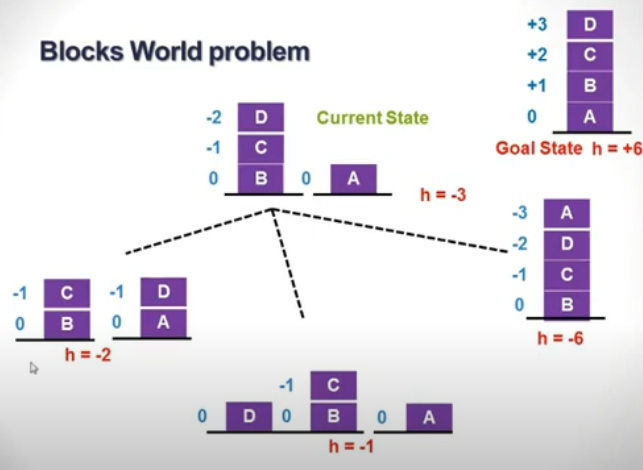 Blocks World problem
+3 D
+2 C
+1 B
0 A
Goal State h = +6
Current State
-2 D
-1 C
0 B 0 A
h = -3
-3 A
-2 D
-1 C
0 B
h = -6
-1 C -1 D
0 B 0 A
h = -2
-1 C
0 D 0 B 0 A
h = -1